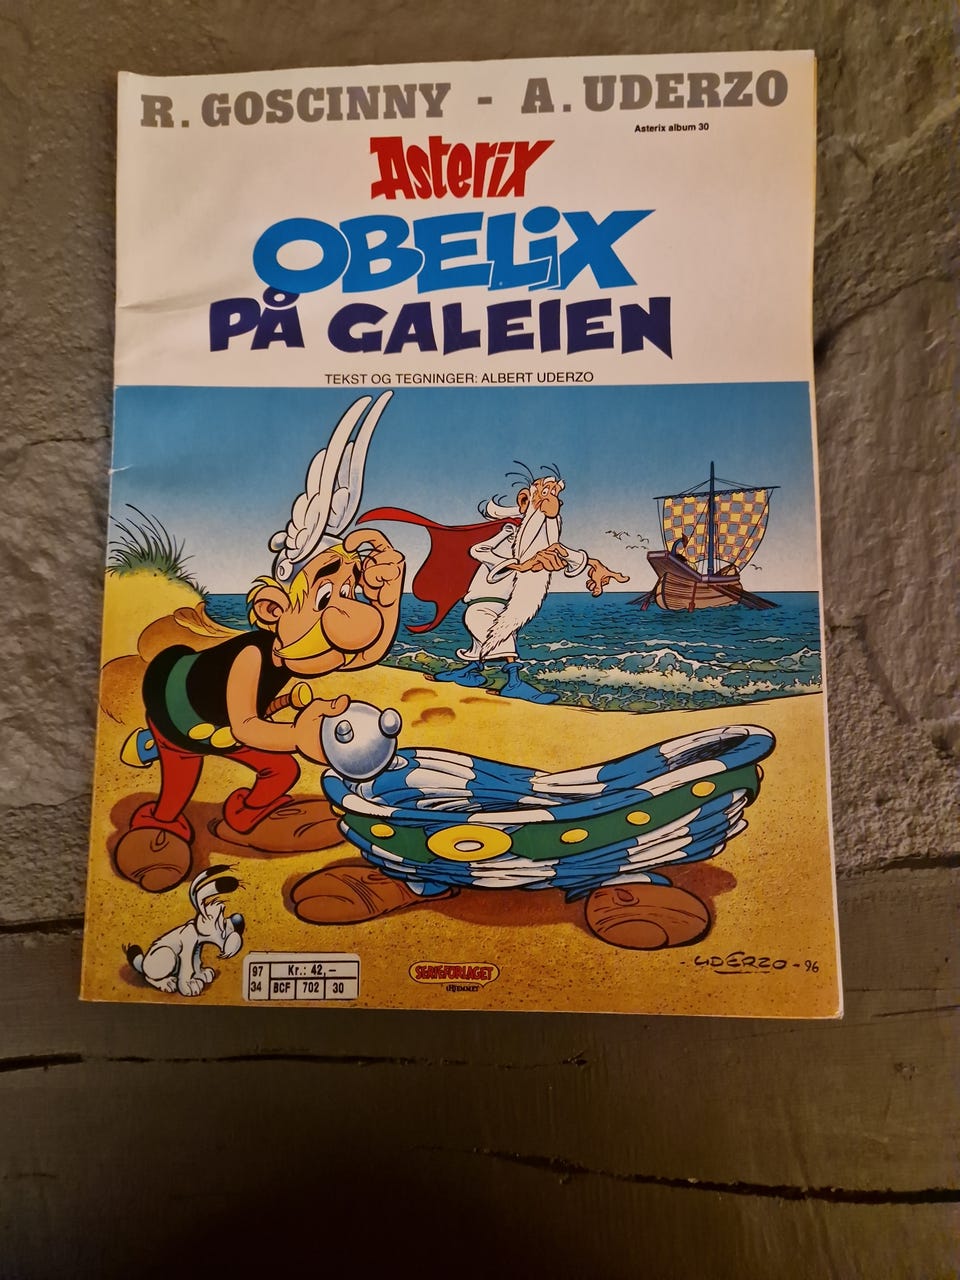 R. GOSCINNY - A. UDERZO
Asterix album 30
Asterix
OBELIX
PÅ GALEIEN
TEKST OG TEGNINGER: ALBERT UDERZO
- UDERZO - 96
97 Kr.: 42,–
34 BCF 702 30
SERIEFORLAGET